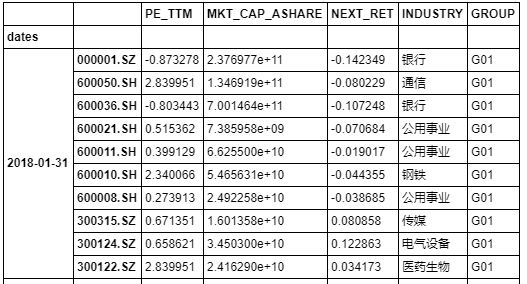 PE_TTM MKT_CAP_ASHARE NEXT_RET INDUSTRY GROUP
dates
2018-01-31
000001.SZ -0.873278 2.376977e+11 -0.142349 银行 G01
600050.SH 2.839951 1.346919e+11 -0.080229 通信 G01
600036.SH -0.803443 7.001464e+11 -0.107248 银行 G01
600021.SH 0.515362 7.385958e+09 -0.070684 公用事业 G01
600011.SH 0.399129 6.625500e+10 -0.019017 公用事业 G01
600010.SH 2.340066 5.465631e+10 -0.044355 钢铁 G01
600008.SH 0.273913 2.492258e+10 -0.038685 公用事业 G01
300315.SZ 0.671351 1.601358e+10 0.080858 传媒 G01
300124.SZ 0.658621 3.450300e+10 0.122863 电气设备 G01
300122.SZ 2.839951 2.416290e+10 0.034173 医药生物 G01